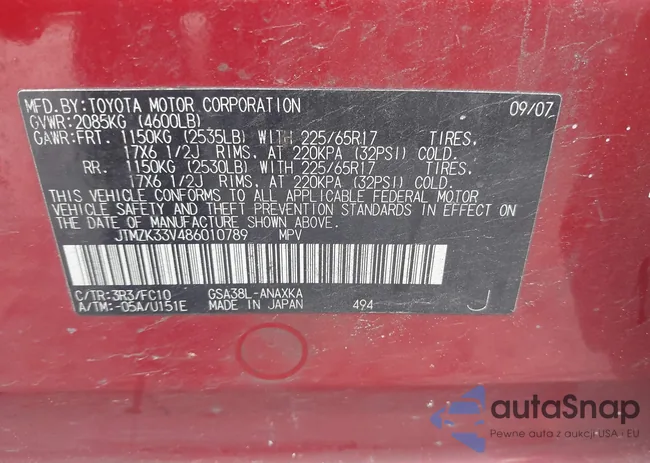 MFD.BY:TOYOTA MOTOR CORPORATION 09/07
GVWR:2085KG (4600LB)
GAWR:FRT. 1150KG (2535LB) WITH 225/65R17 TIRES,
17X6 1/2J RIMS, AT 220KPA (32PSI) COLD.
RR. 1150KG (2530LB) WITH 225/65R17 TIRES,
17X6 1/2J RIMS, AT 220KPA (32PSI) COLD.
THIS VEHICLE CONFORMS TO ALL APPLICABLE FEDERAL MOTOR
VEHICLE SAFETY AND THEFT PREVENTION STANDARDS IN EFFECT ON
THE DATE OF MANUFACTURE SHOWN ABOVE.
JTMZK33V486010789 MPV
C/TR:3R3/FC10 GSA38L-ANAXKA
A/TM:-05A/U151E MADE IN JAPAN 494 J
autaSnap
Pewne auta z aukcji USA i EU